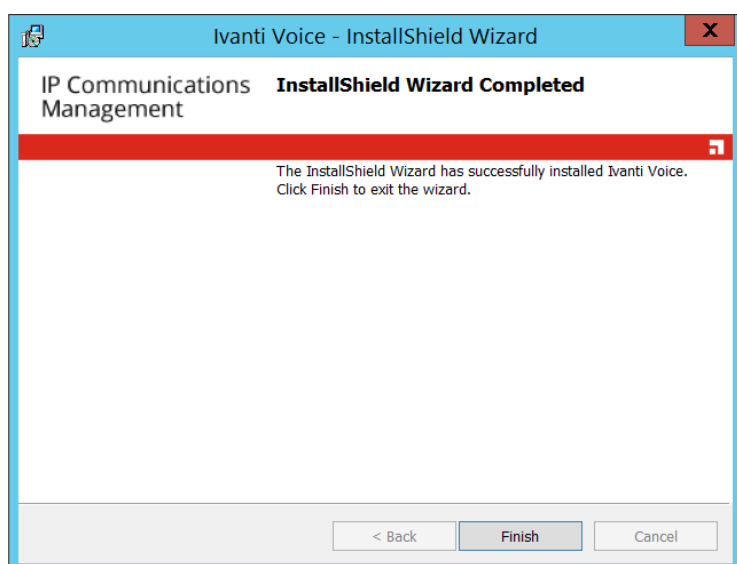 Ivanti Voice - InstallShield Wizard
X
IP Communications
Management
InstallShield Wizard Completed
The InstallShield Wizard has successfully installed Ivanti Voice.
Click Finish to exit the wizard.
< Back
Finish
Cancel